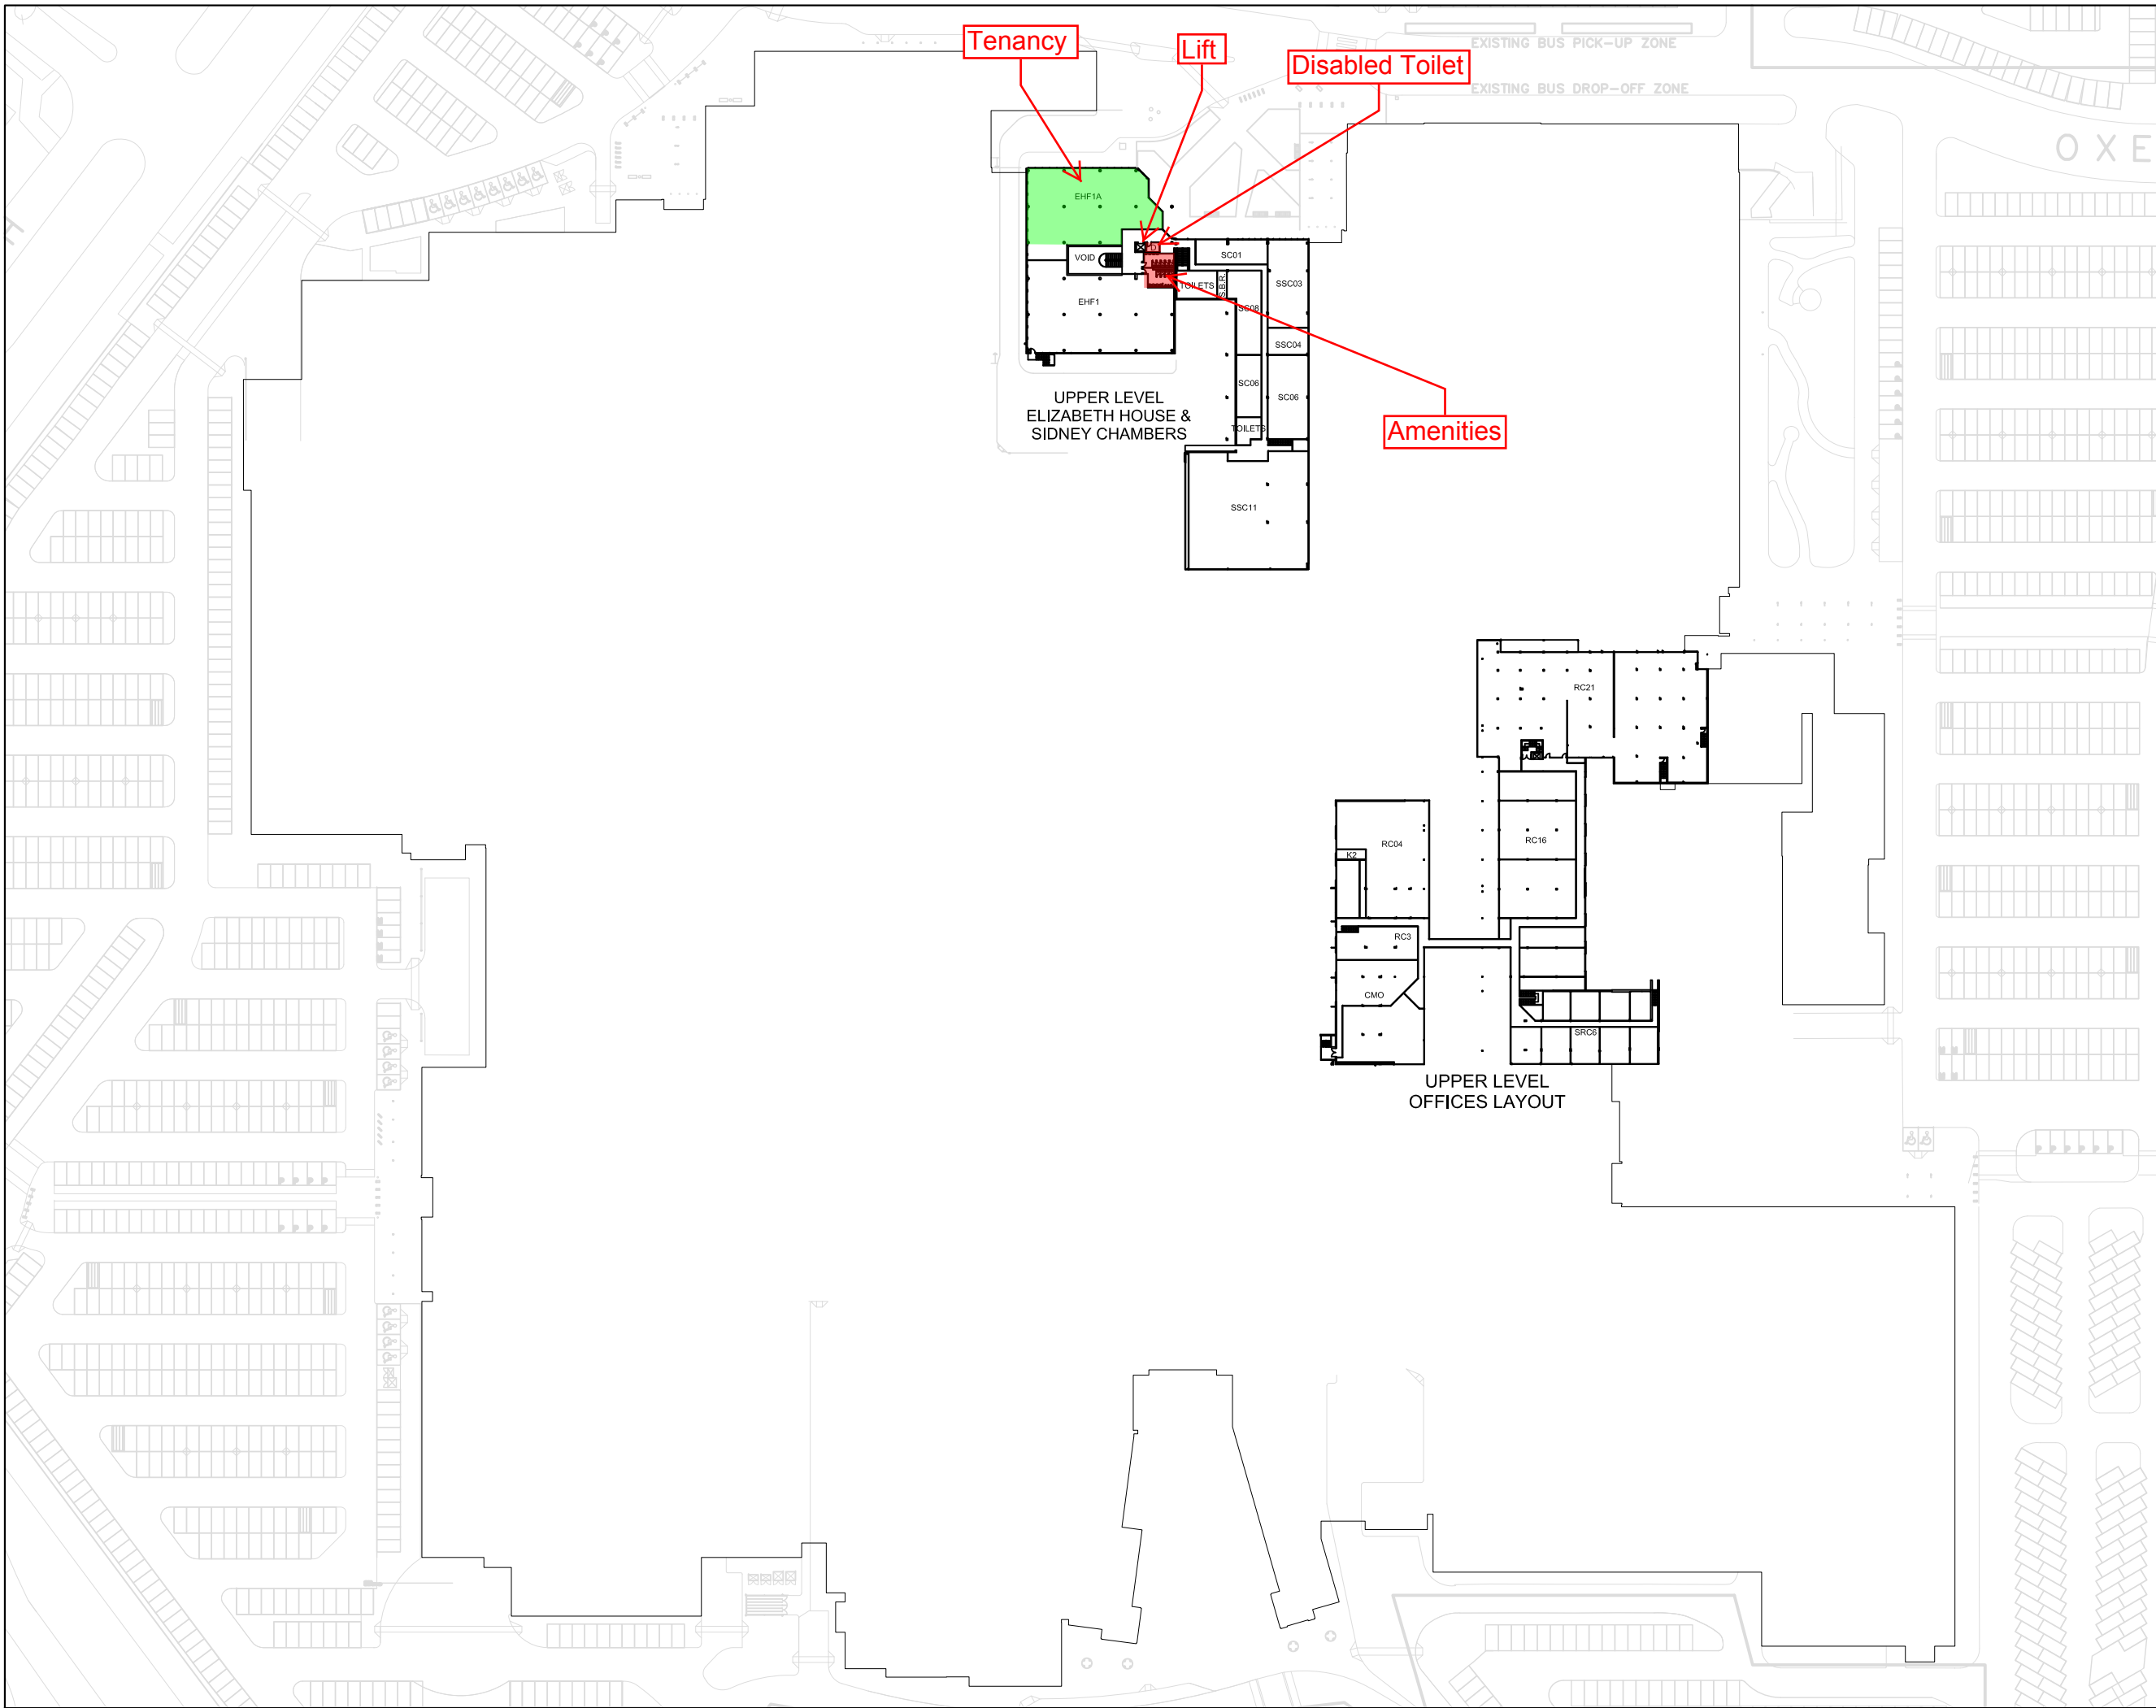 Tenancy
Lift
Disabled Toilet
EXISTING BUS PICK-UP ZONE
EXISTING BUS DROP-OFF ZONE
OXE
EHF1A
D
VOID
SC01
TOILETS
S.B.R.
SSC03
EHF1
SC08
SSC04
SC06
SC06
UPPER LEVEL
ELIZABETH HOUSE &
SIDNEY CHAMBERS
TOILETS
Amenities
SSC11
RC21
RC04
RC16
K2
RC3
CMO
SRC6
UPPER LEVEL
OFFICES LAYOUT